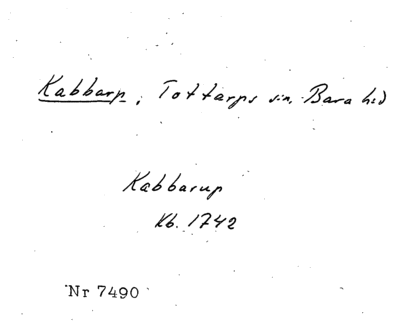 Kabbarp, Tottarps sn, Bara hd
Kabbarup
Kb. 1742
Nr 7490